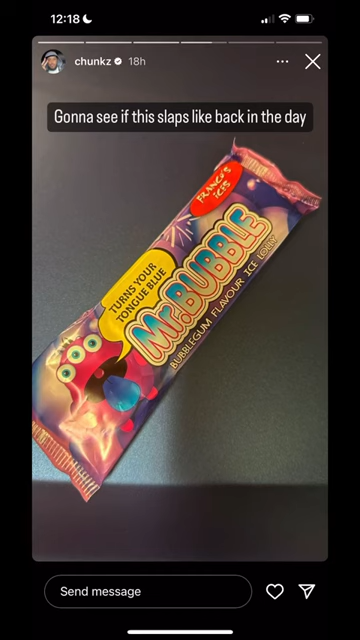 12:18
chunkz 18h
Gonna see if this slaps like back in the day
FRANCO'S
ICES
TURNS YOUR
TONGUE BLUE
Mr.BUBBLE
BUBBLEGUM FLAVOUR ICE LOLLY
Send message